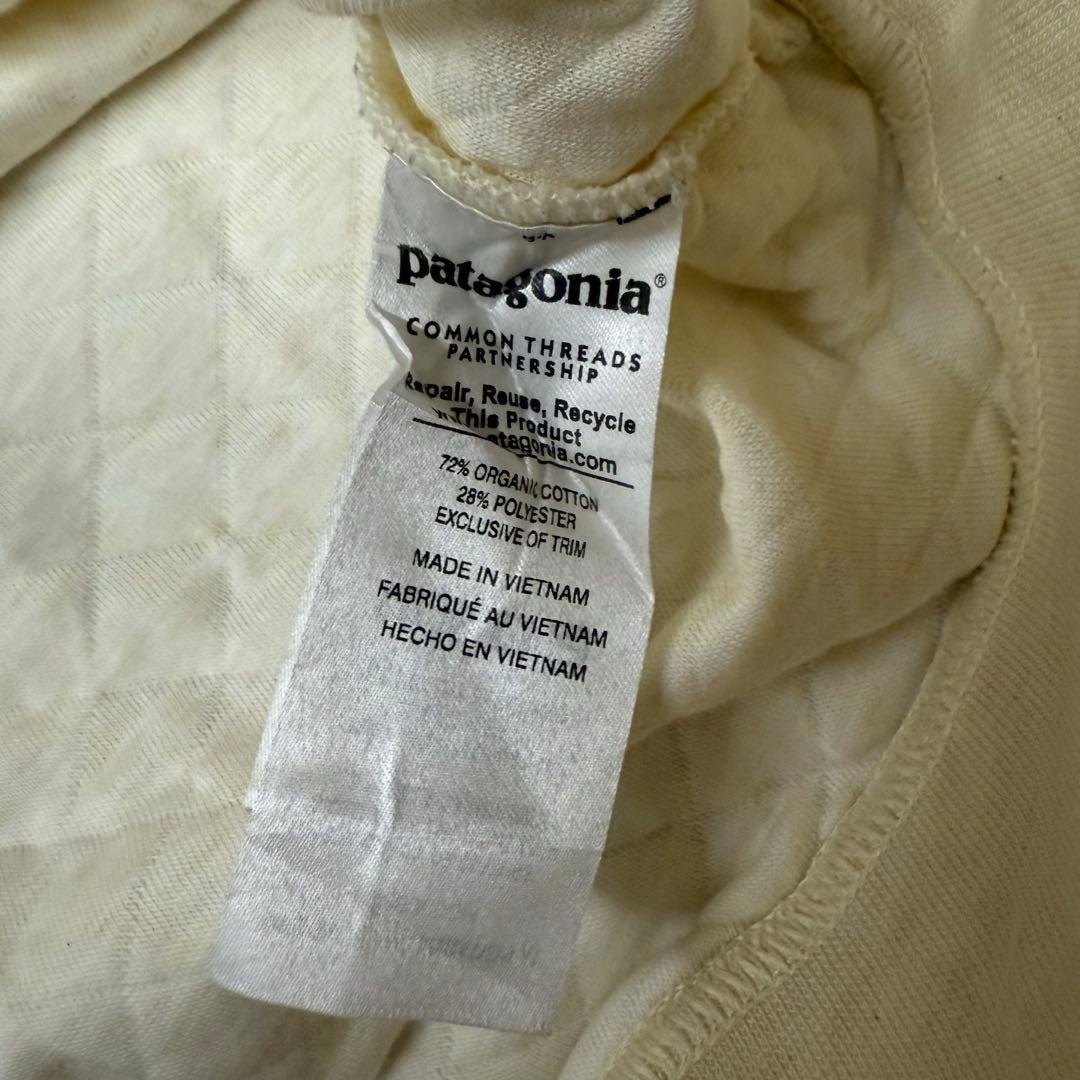 patagonia®
COMMON THREADS
PARTNERSHIP
Repair, Reuse, Recycle
This Product
patagonia.com
72% ORGANIC COTTON
28% POLYESTER
EXCLUSIVE OF TRIM
MADE IN VIETNAM
FABRIQUÉ AU VIETNAM
HECHO EN VIETNAM